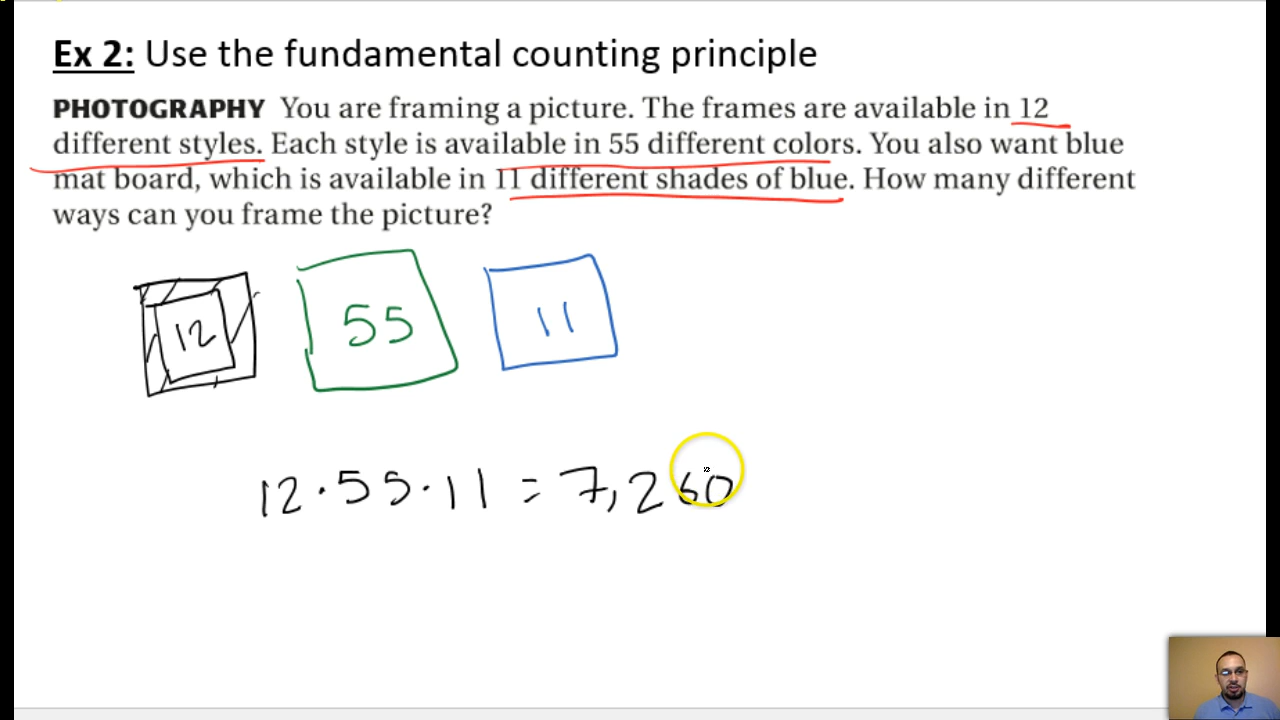 Ex 2: Use the fundamental counting principle
PHOTOGRAPHY You are framing a picture. The frames are available in 12
different styles. Each style is available in 55 different colors. You also want blue
mat board, which is available in 11 different shades of blue. How many different
ways can you frame the picture?
12 55 11
12·55·11 = 7,260